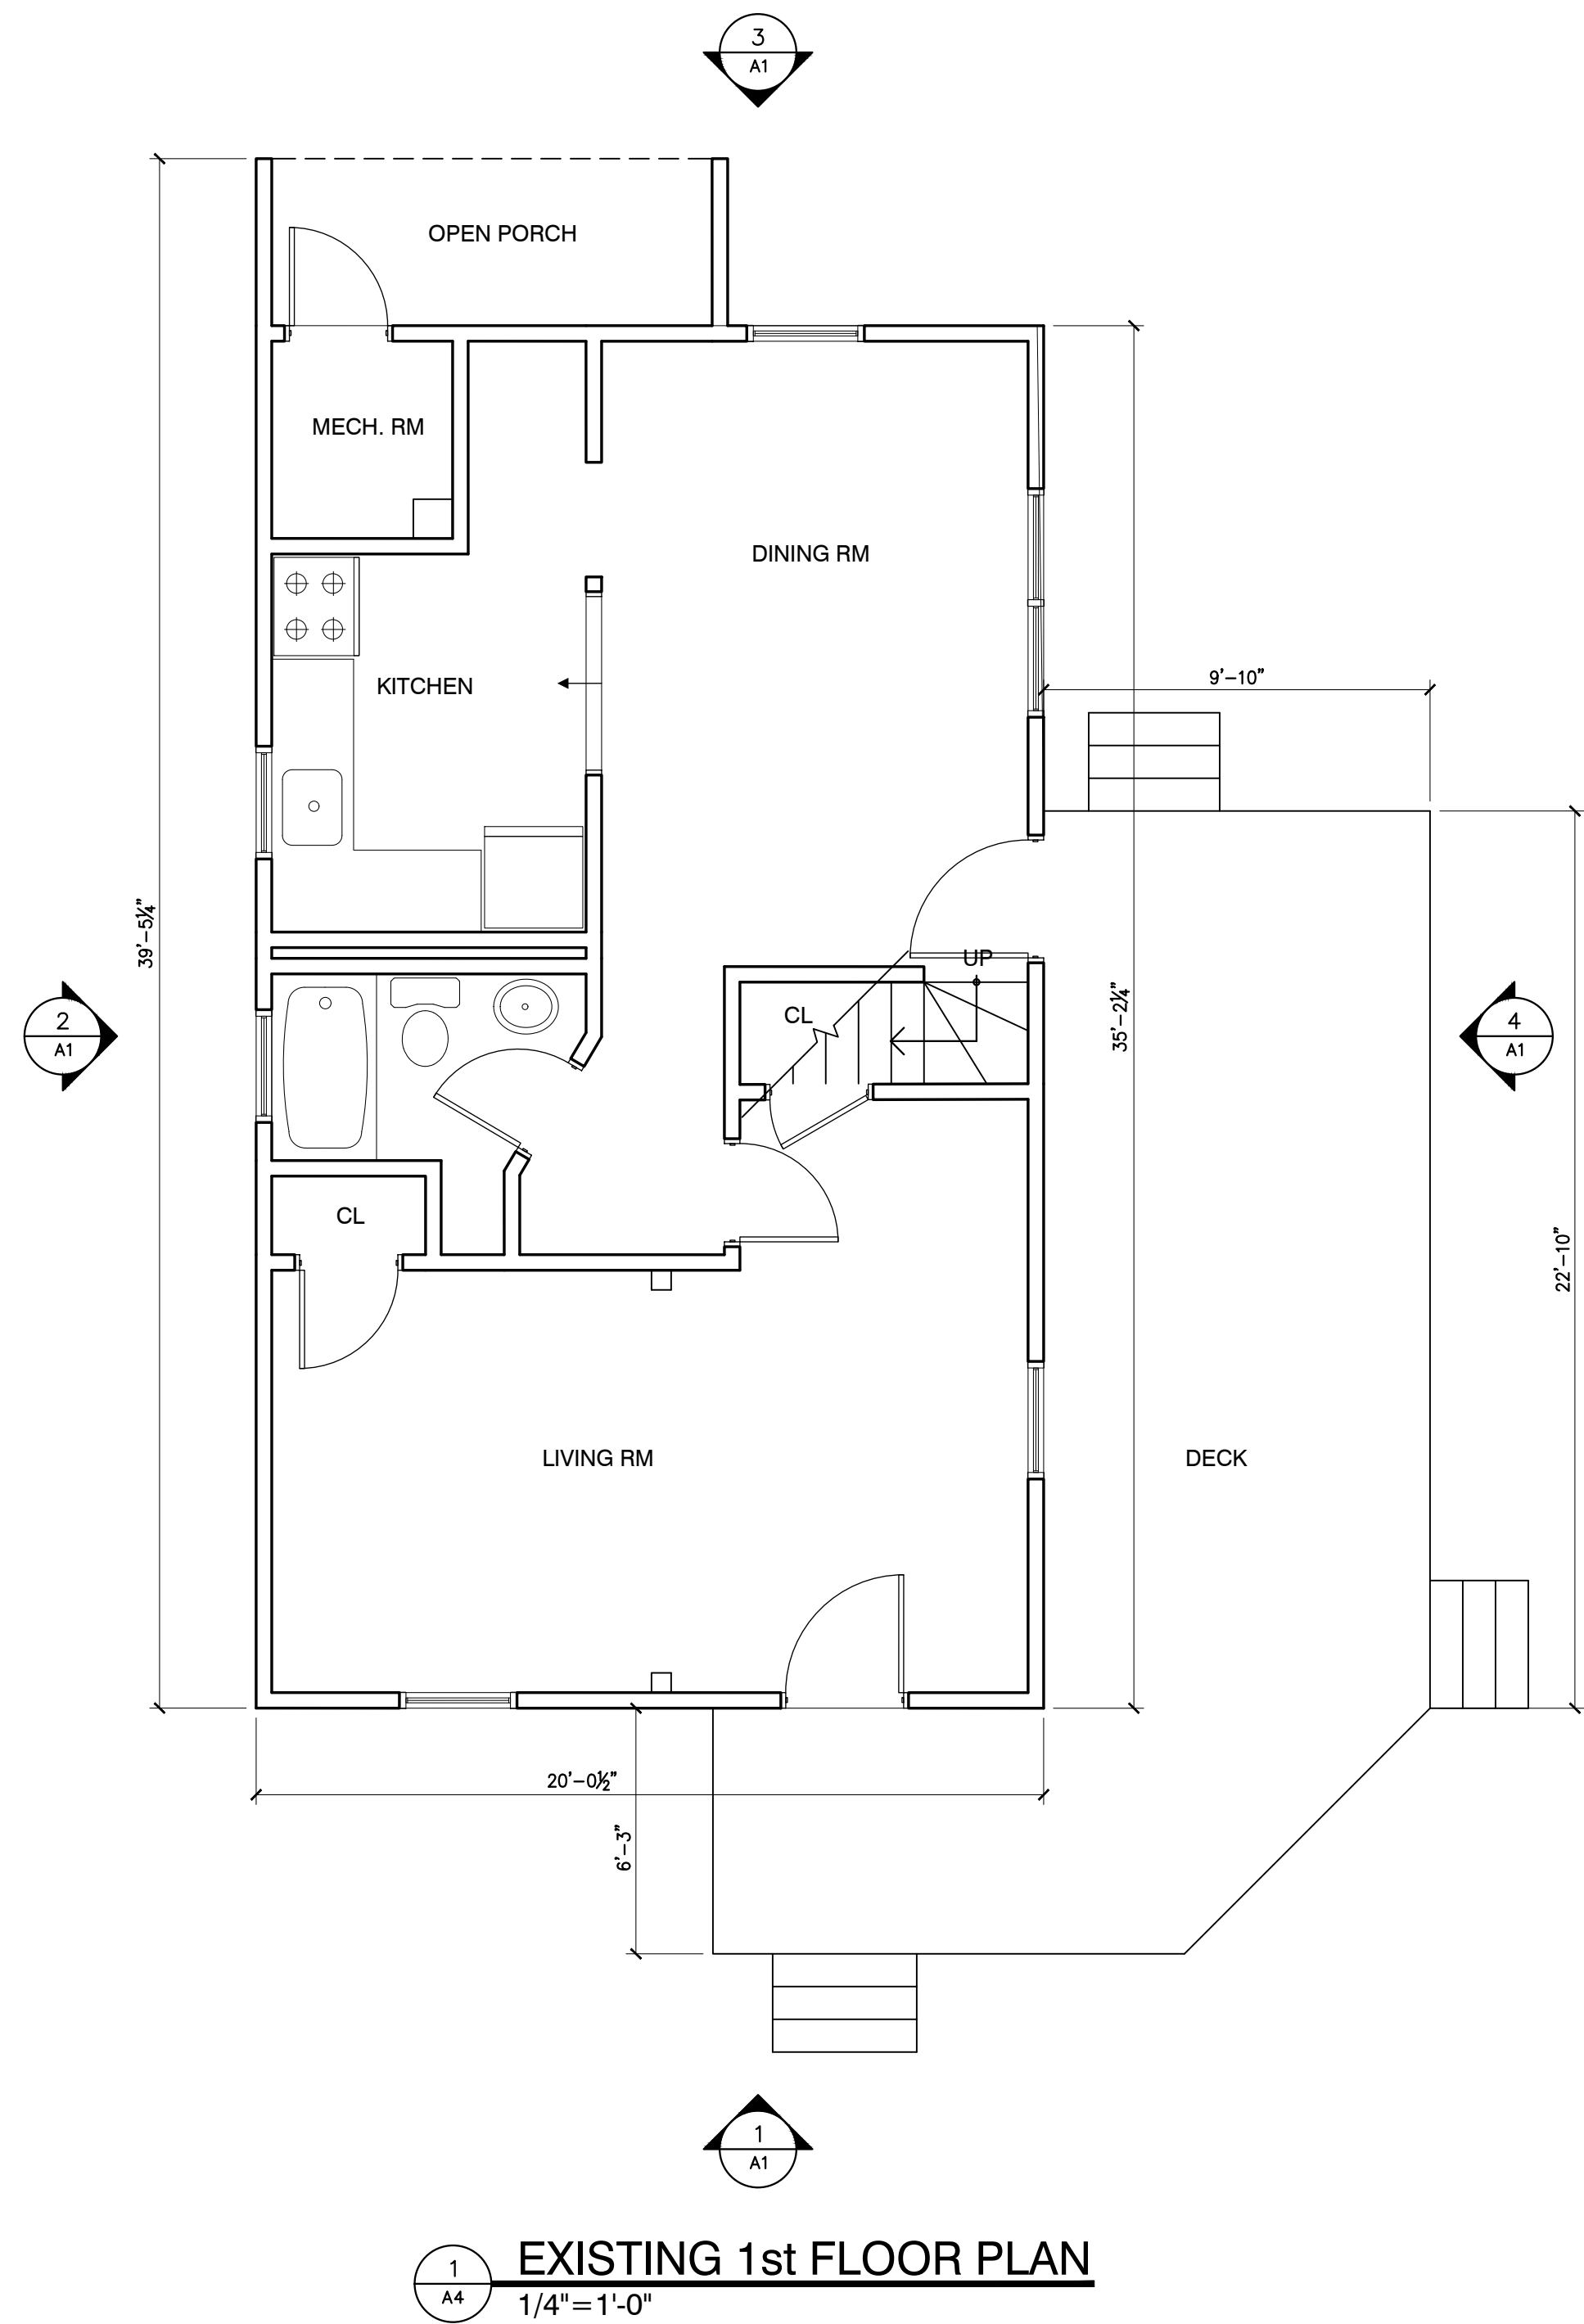 3
A1
OPEN PORCH
MECH. RM
DINING RM
KITCHEN
9'-10"
39'-5¼"
UP
CL
2
A1
35'-2¼"
4
A1
CL
22'-10"
LIVING RM
DECK
20'-0½"
6'-3"
1
A1
1
A4
EXISTING 1st FLOOR PLAN
1/4"=1'-0"